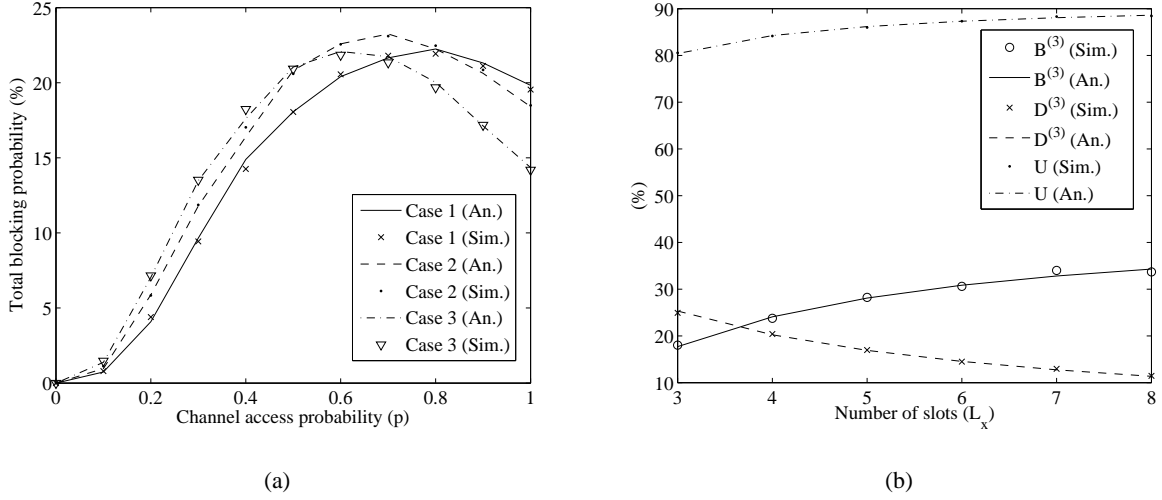 25
20
15
10
5
0
Total blocking probability (%)
0 0.2 0.4 0.6 0.8 1
Channel access probability (p)
Case 1 (An.)
Case 1 (Sim.)
Case 2 (An.)
Case 2 (Sim.)
Case 3 (An.)
Case 3 (Sim.)
(a)
90
80
70
60
50
40
30
20
10
(%)
3 4 5 6 7 8
Number of slots (L_x)
B^(3) (Sim.)
B^(3) (An.)
D^(3) (Sim.)
D^(3) (An.)
U (Sim.)
U (An.)
(b)